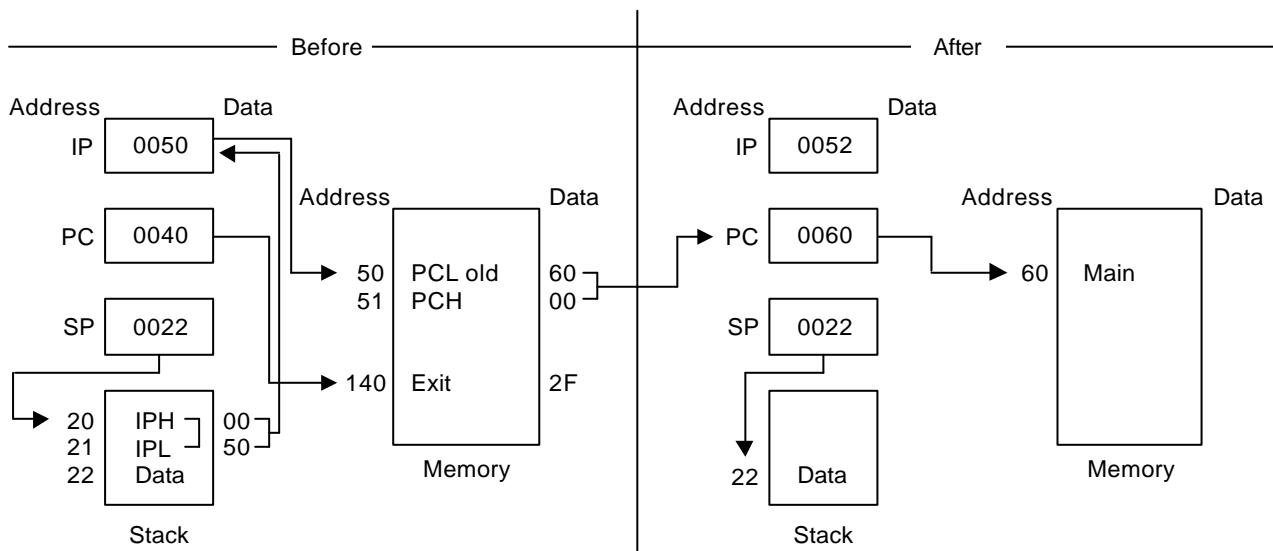 Before
After
Address
Data
IP
0050
PC
0040
SP
0022
20
IPH
00
21
IPL
50
22
Data
Stack
Address
Data
50
PCL old
60
51
PCH
00
140
Exit
2F
Memory
Address
Data
IP
0052
PC
0060
SP
0022
22
Data
Stack
Address
Data
60
Main
Memory